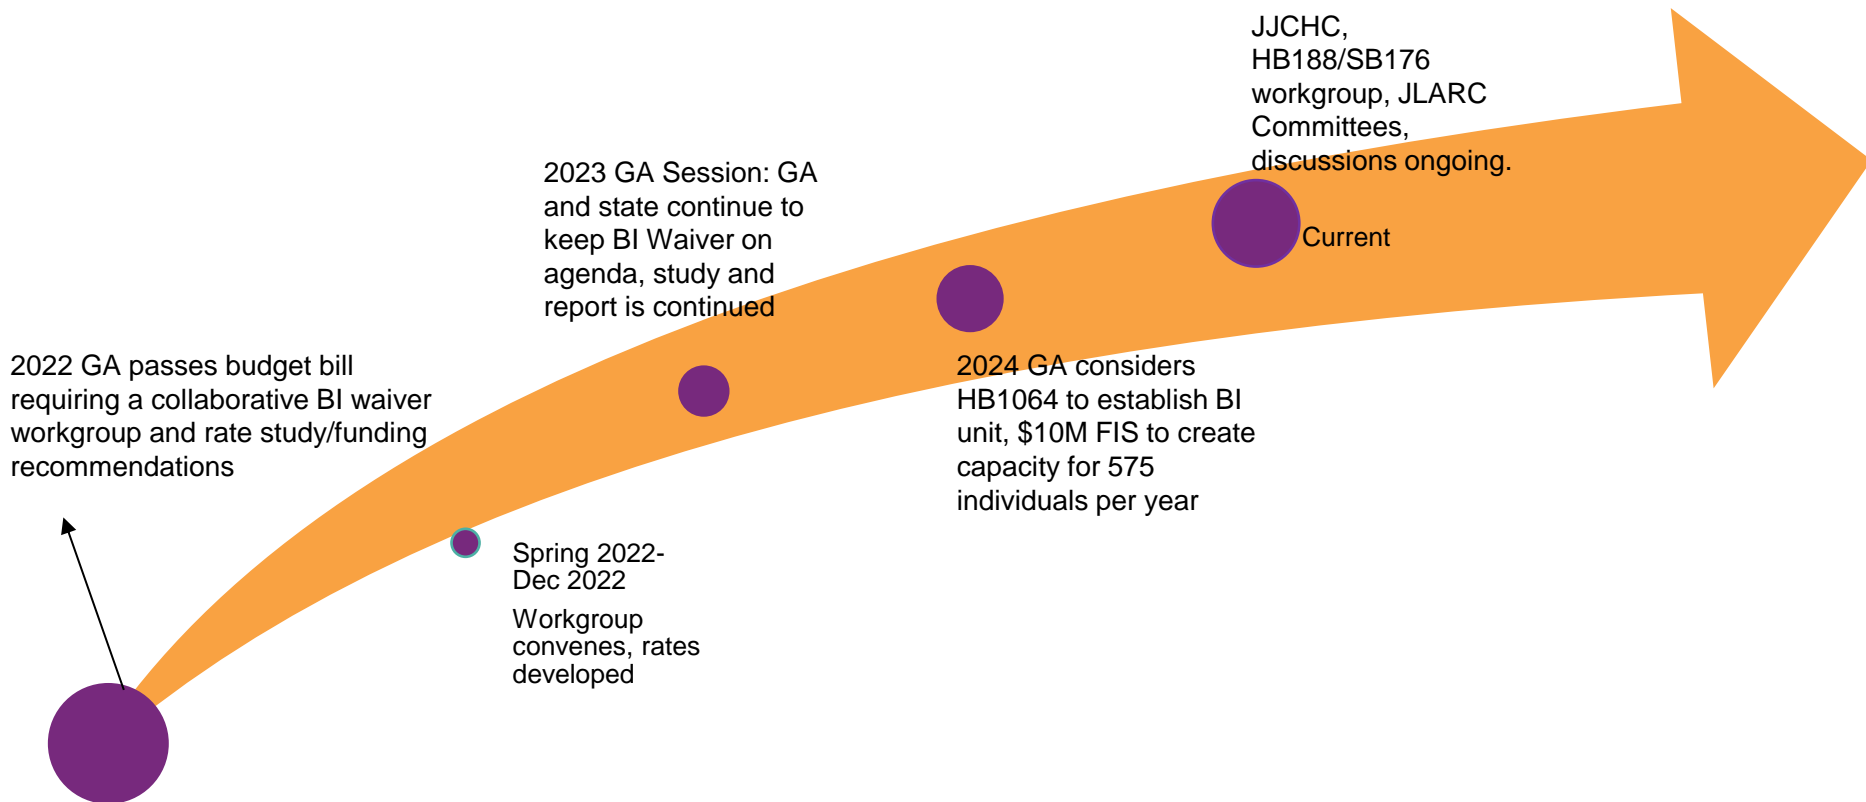 2022 GA passes budget bill
requiring a collaborative BI waiver
workgroup and rate study/funding
recommendations
Spring 2022-
Dec 2022
Workgroup
convenes, rates
developed
2023 GA Session: GA
and state continue to
keep BI Waiver on
agenda, study and
report is continued
2024 GA considers
HB1064 to establish BI
unit, $10M FIS to create
capacity for 575
individuals per year
JJCHC,
HB188/SB176
workgroup, JLARC
Committees,
discussions ongoing.
Current